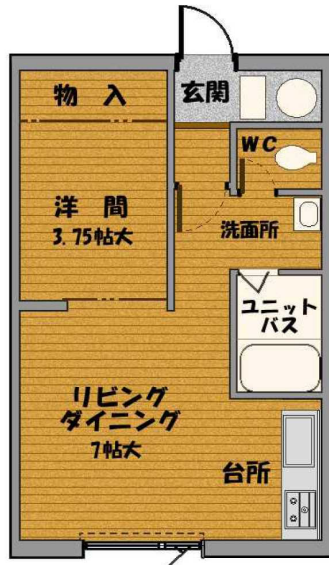 物入
玄関
WC
洋間
3.75帖大
洗面所
ユニット
バス
リビング
ダイニング
7帖大
台所